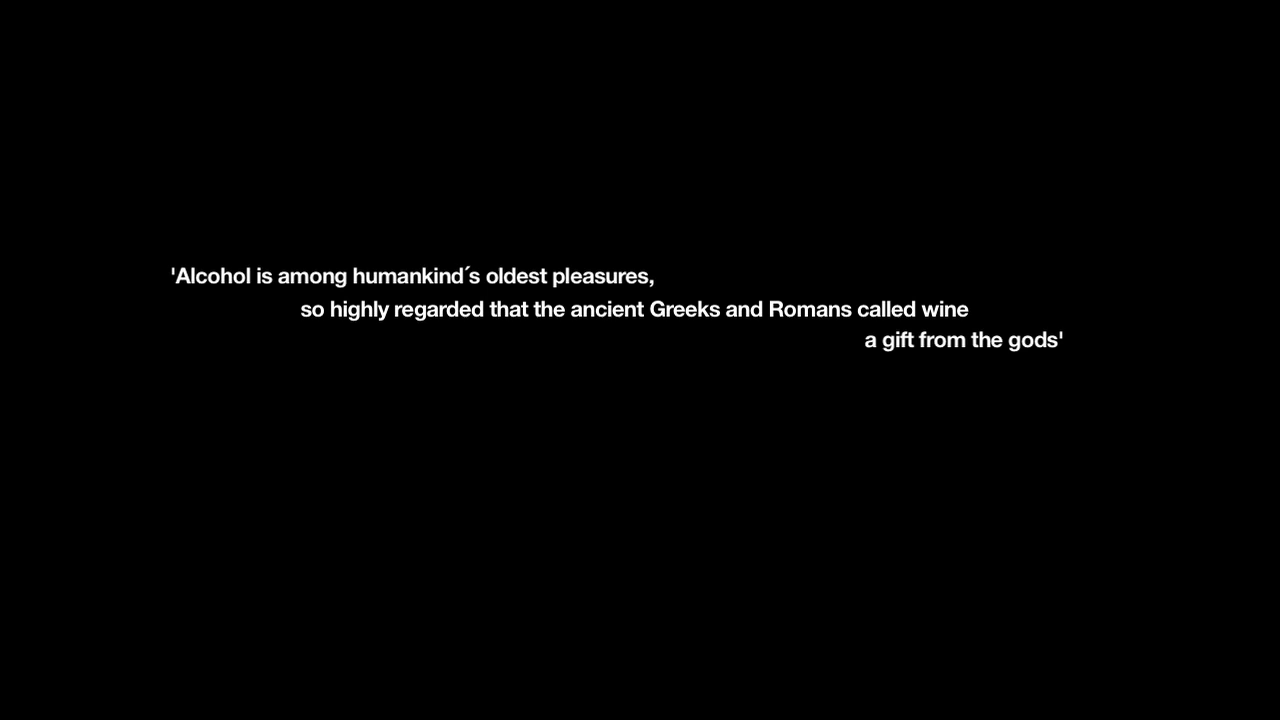 'Alcohol is among humankind´s oldest pleasures,
so highly regarded that the ancient Greeks and Romans called wine
a gift from the gods'